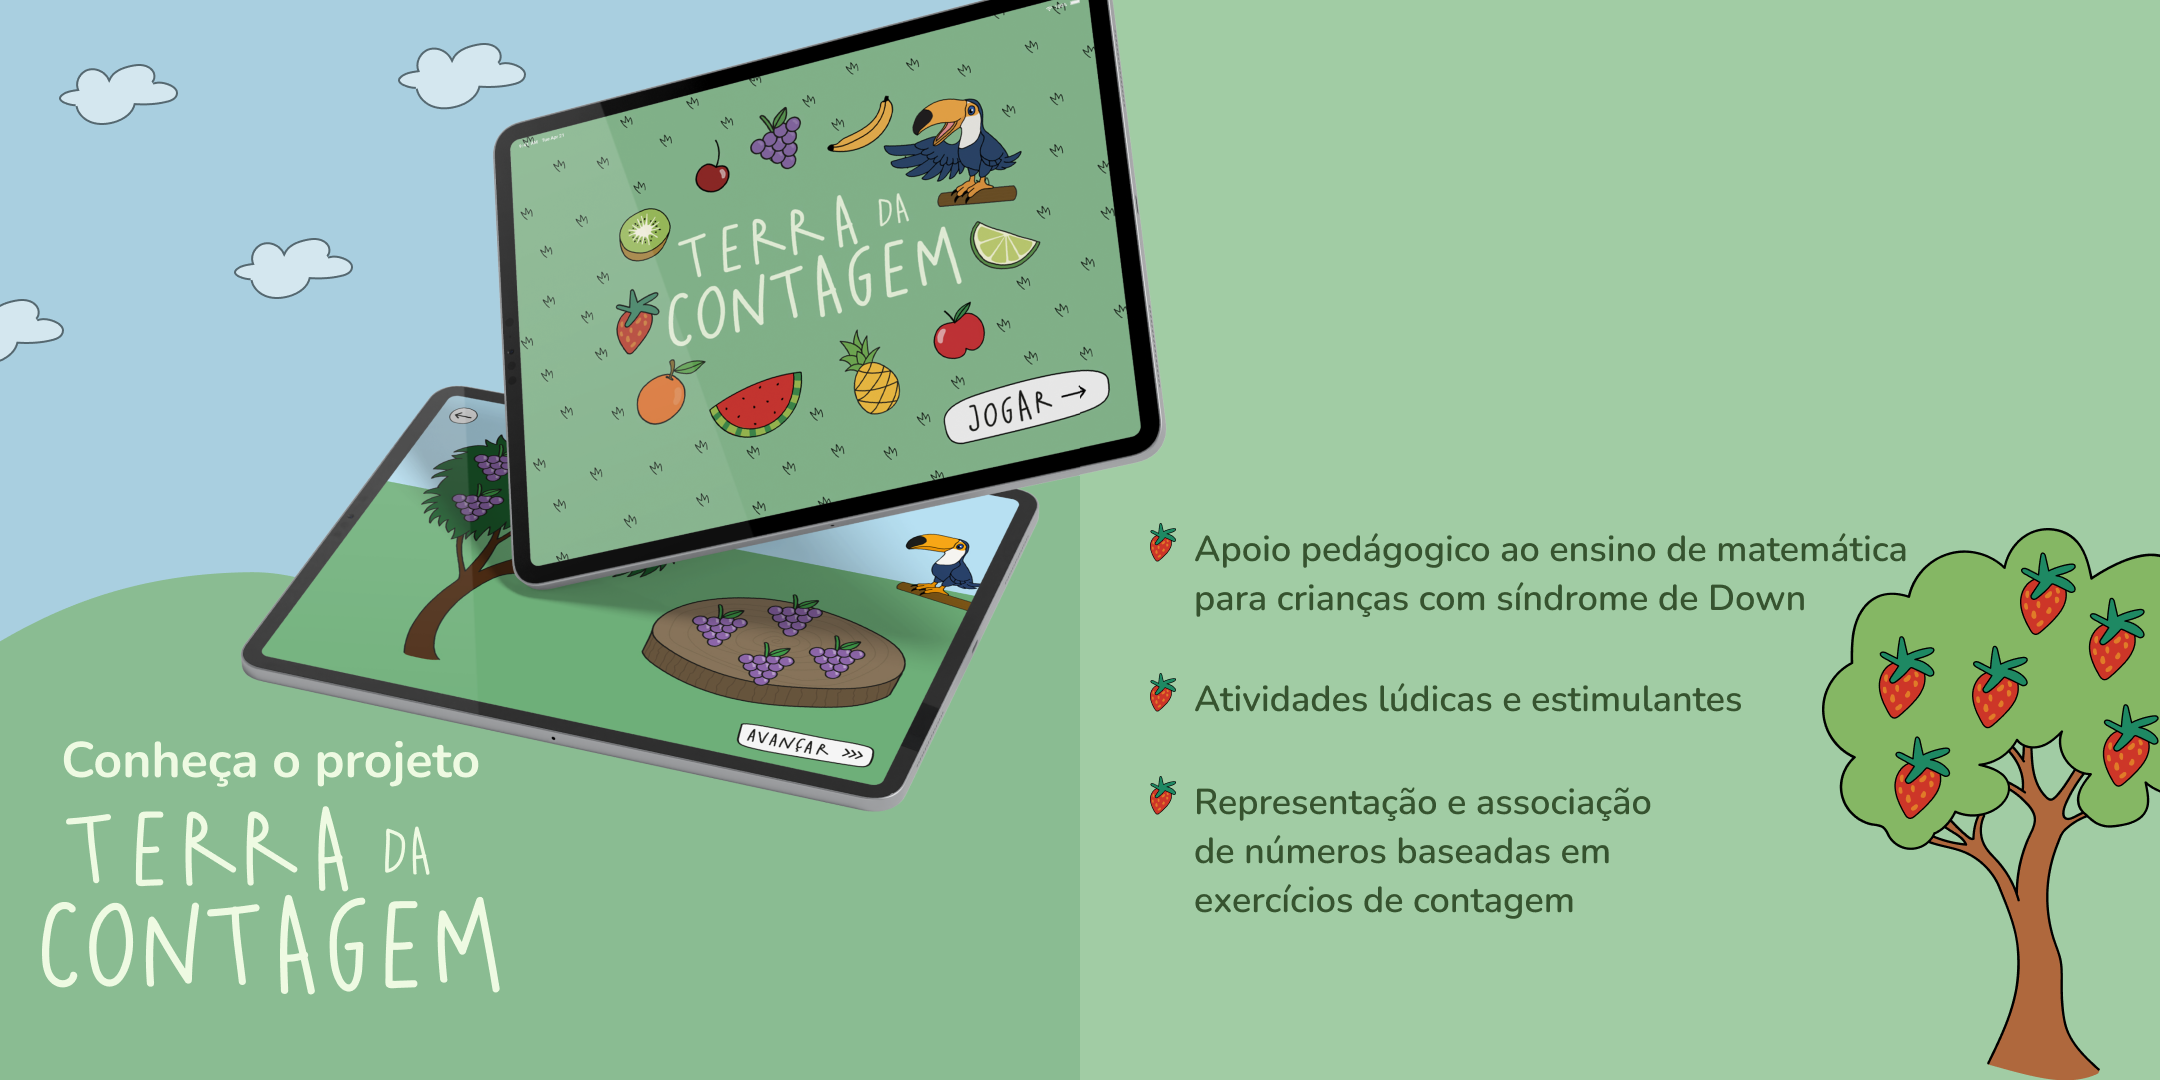 TERRA DA
CONTAGEM
JOGAR →
AVANÇAR >>>
Conheça o projeto
TERRA DA
CONTAGEM
Apoio pedágogico ao ensino de matemática
para crianças com síndrome de Down
Atividades lúdicas e estimulantes
Representação e associação
de números baseadas em
exercícios de contagem